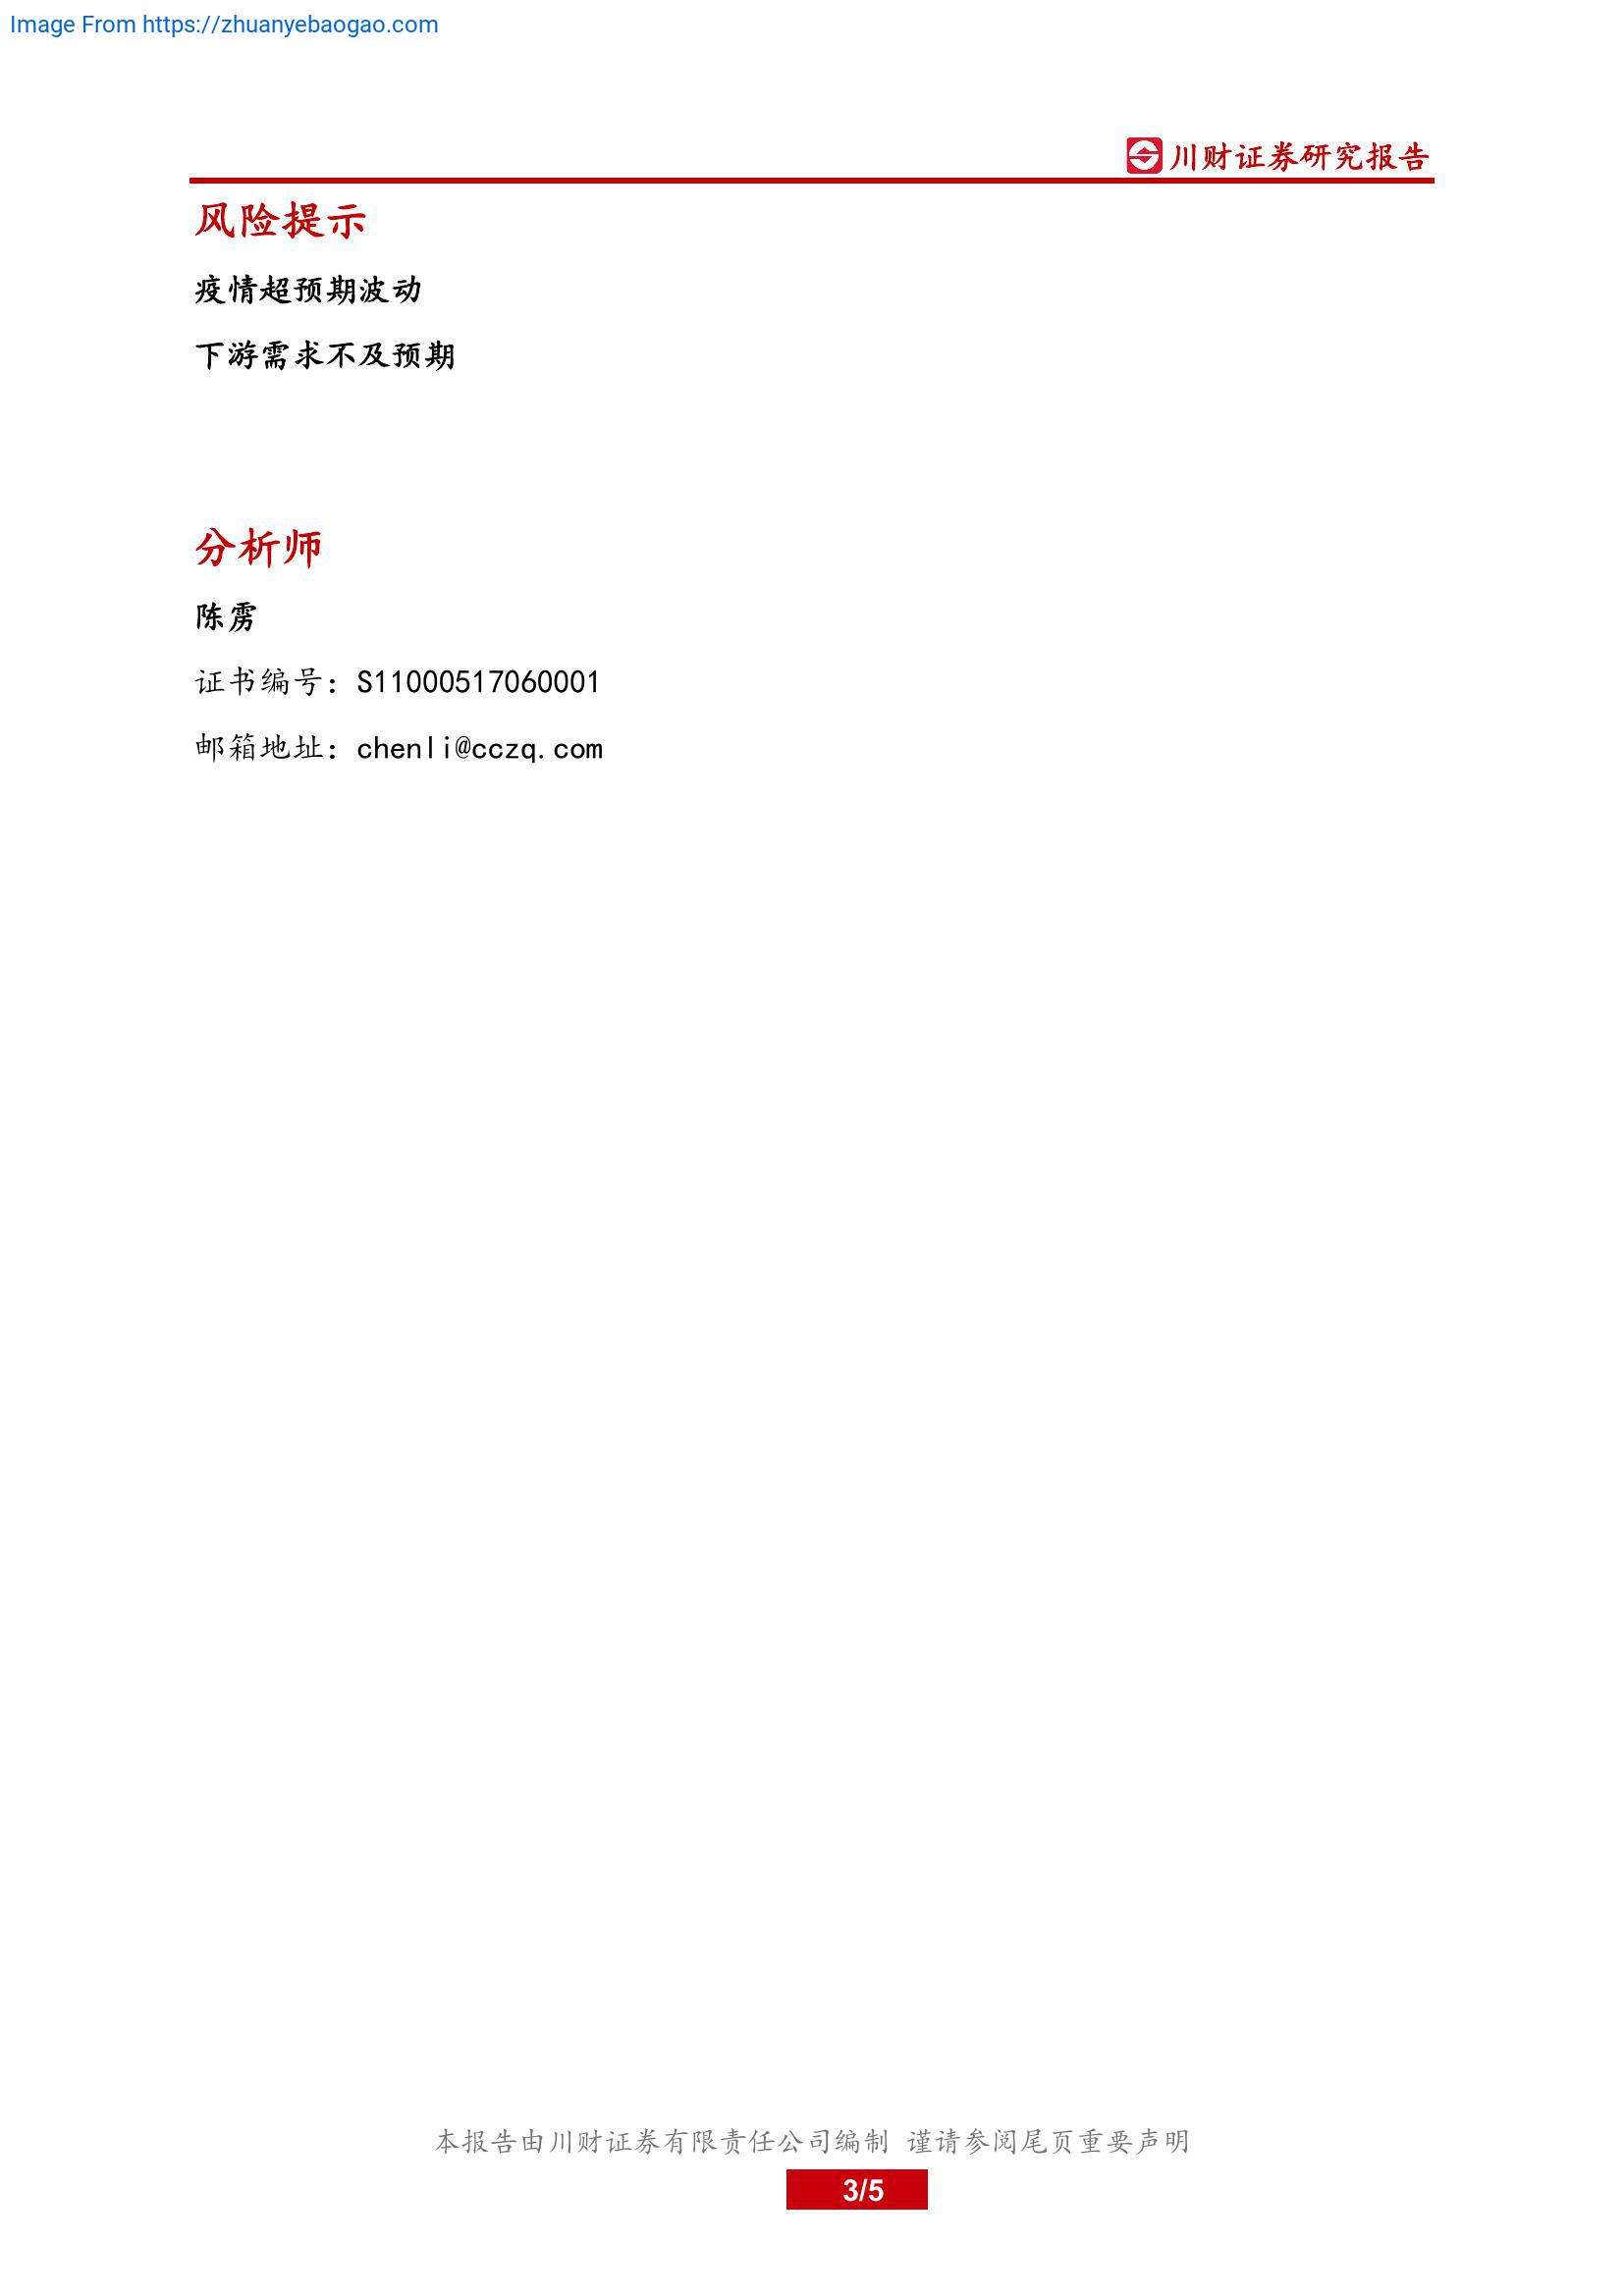 Image From https://zhuanyebaogao.com
川财证券研究报告
风险提示
疫情超预期波动
下游需求不及预期
分析师
陈雳
证书编号：S11000517060001
邮箱地址：chenli@cczq.com
本报告由川财证券有限责任公司编制 谨请参阅尾页重要声明
3/5